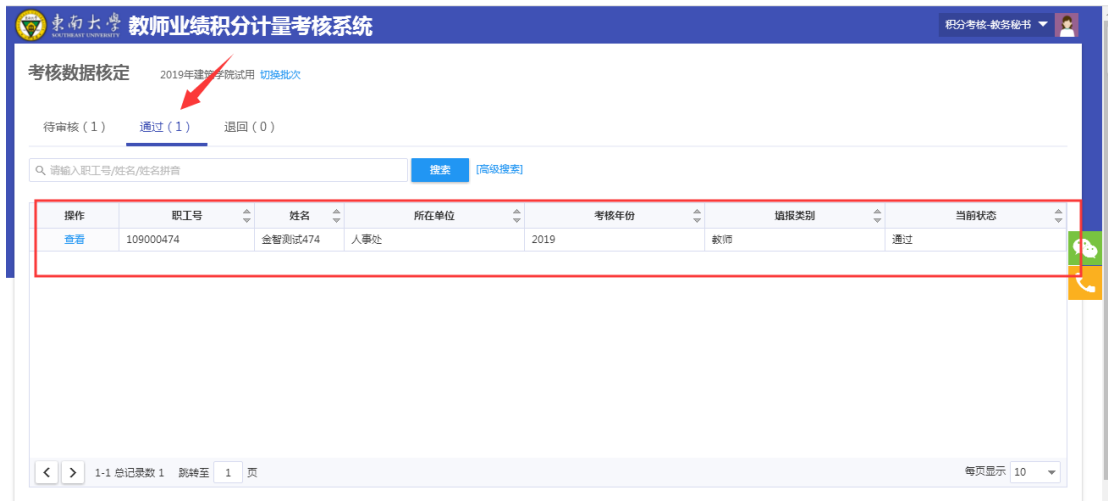 東南大學 教师业绩积分计量考核系统 积分考核-教务秘书
SOUTHEAST UNIVERSITY
考核数据核定 2019年建筑学院试用 切换批次
待审核(1) 通过(1) 退回(0)
请输入职工号/姓名/姓名拼音 搜索 [高级搜索]
操作 职工号 姓名 所在单位 考核年份 填报类别 当前状态
查看 109000474 金智测试474 人事处 2019 教师 通过
1-1 总记录数 1 跳转至 1 页 每页显示 10